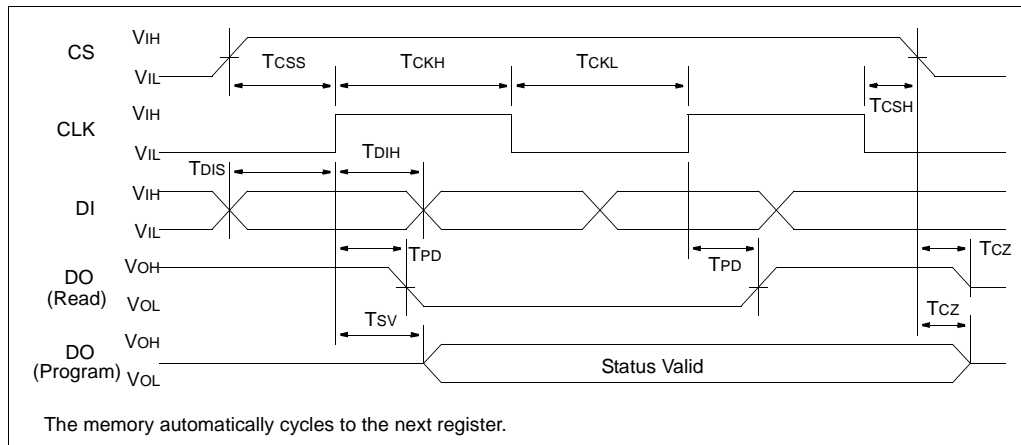 CS
VIH
VIL
TCSS
TCKH
TCKL
TCSH
CLK
VIH
VIL
TDIS
TDIH
DI
VIH
VIL
TPD
TPD
TCZ
DO
(Read)
VOH
VOL
TSV
TCZ
DO
(Program)
VOH
VOL
Status Valid
The memory automatically cycles to the next register.